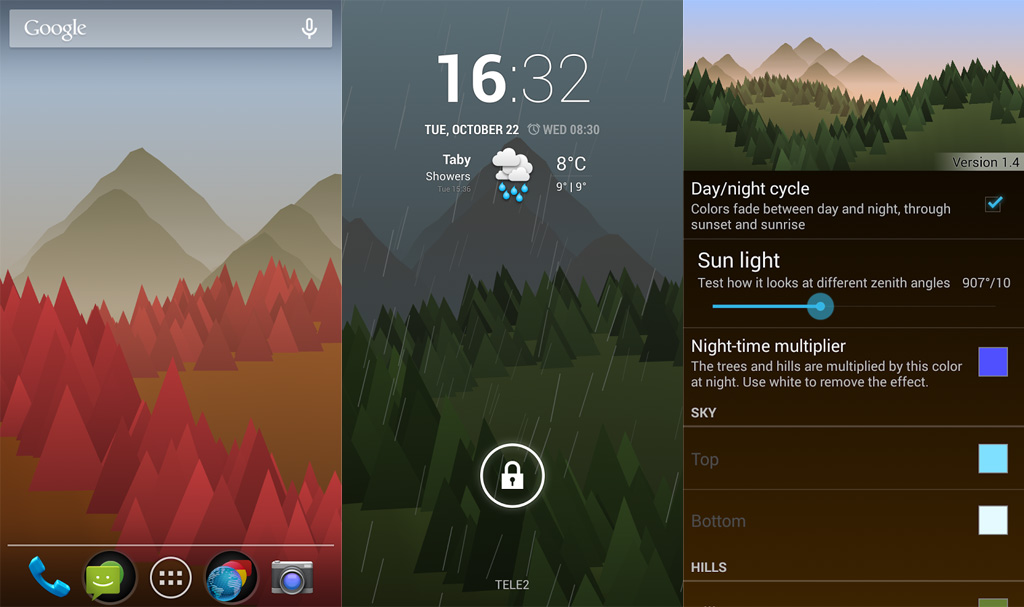 Google
16:32
TUE, OCTOBER 22 WED 08:30
Taby
Showers
Tue 15:36
8°C
9° | 9°
TELE2
Version 1.4
Day/night cycle
Colors fade between day and night, through
sunset and sunrise
Sun light
Test how it looks at different zenith angles 907°/10
Night-time multiplier
The trees and hills are multiplied by this color
at night. Use white to remove the effect.
SKY
Top
Bottom
HILLS